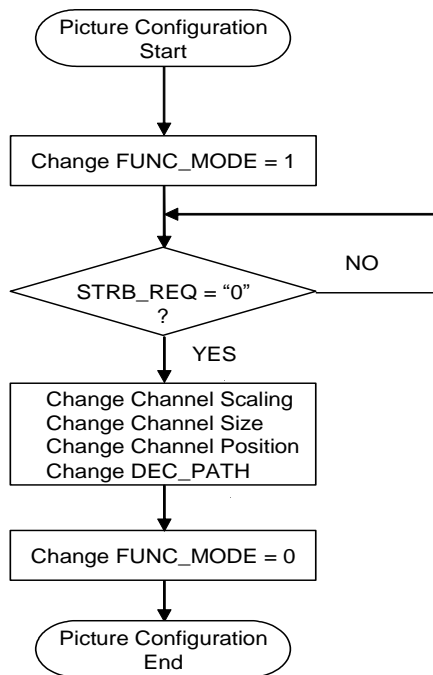 Picture Configuration
Start
Change FUNC_MODE = 1
NO
STRB_REQ = “0”
?
YES
Change Channel Scaling
Change Channel Size
Change Channel Position
Change DEC_PATH
Change FUNC_MODE = 0
Picture Configuration
End